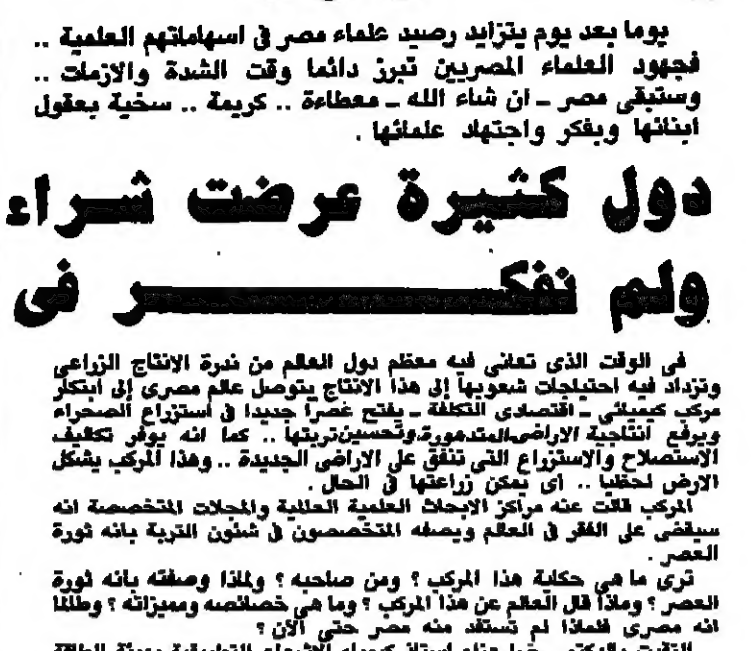 يوما بعد يوم يتزايد رصيد علماء مصر فى اسهاماتهم العلمية ..
فجهود العلماء المصريين تبرز دائما وقت الشدة والازمات ..
وستبقى مصر ـ ان شاء الله ـ معطاءة .. كريمة .. سخية بعقول
ابنائها وبفكر واجتهاد علمائها .
دول كثيرة عرضت شراء
ولم نفكر فى
فى الوقت الذى تعانى فيه معظم دول العالم من ندرة الانتاج الزراعى
وتزداد فيه احتياجات شعوبها إلى هذا الانتاج يتوصل عالم مصرى إلى ابتكار
مركب كيميائى ـ اقتصادى التكلفة ـ يفتح عصرا جديدا فى استزراع الصحراء
ويرفع انتاجية الاراضى المتدهورة وتحسين تربتها .. كما انه يوفر تكاليف
الاستصلاح والاستزراع التى تنفق على الاراضى الجديدة .. وهذا المركب يشكل
الارض لحظيا .. اى يمكن زراعتها فى الحال .
المركب قالت عنه مراكز الابحاث العلمية العالمية والمجلات المتخصصة انه
سيقضى على الفقر فى العالم ويصفه المتخصصون فى شئون التربة بانه ثورة
العصر .
ترى ما هى حكاية هذا المركب ؟ ومن صاحبه ؟ ولماذا وصفته بانه ثورة
العصر ؟ وماذا قال العالم عن هذا المركب ؟ وما هى خصائصه ومميزاته ؟ وطالما
انه مصرى فلماذا لم تستفد منه مصر حتى الآن ؟